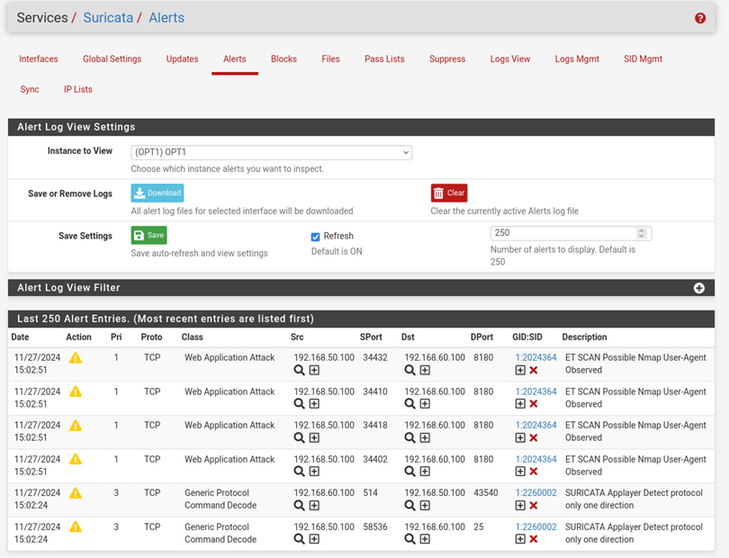 Services / Suricata / Alerts
Interfaces Global Settings Updates Alerts Blocks Files Pass Lists Suppress Logs View Logs Mgmt SID Mgmt
Sync IP Lists
Alert Log View Settings
Instance to View (OPT1) OPT1
Choose which instance alerts you want to inspect.
Save or Remove Logs Download Clear
All alert log files for selected interface will be downloaded Clear the currently active Alerts log file
Save Settings Save Refresh 250
Save auto-refresh and view settings Default is ON Number of alerts to display. Default is
250
Alert Log View Filter
Last 250 Alert Entries. (Most recent entries are listed first)
Date Action Pri Proto Class Src SPort Dst DPort GID:SID Description
11/27/2024 1 TCP Web Application Attack 192.168.50.100 34432 192.168.60.100 8180 1:2024364 ET SCAN Possible Nmap User-Agent
15:02:51 Observed
11/27/2024 1 TCP Web Application Attack 192.168.50.100 34410 192.168.60.100 8180 1:2024364 ET SCAN Possible Nmap User-Agent
15:02:51 Observed
11/27/2024 1 TCP Web Application Attack 192.168.50.100 34418 192.168.60.100 8180 1:2024364 ET SCAN Possible Nmap User-Agent
15:02:51 Observed
11/27/2024 1 TCP Web Application Attack 192.168.50.100 34402 192.168.60.100 8180 1:2024364 ET SCAN Possible Nmap User-Agent
15:02:51 Observed
11/27/2024 3 TCP Generic Protocol 192.168.60.100 514 192.168.50.100 43540 1:2260002 SURICATA Applayer Detect protocol
15:02:24 Command Decode only one direction
11/27/2024 3 TCP Generic Protocol 192.168.50.100 58536 192.168.60.100 25 1:2260002 SURICATA Applayer Detect protocol
15:02:24 Command Decode only one direction